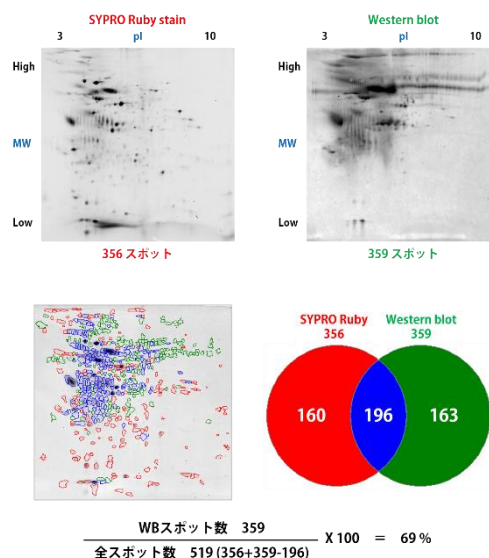 SYPRO Ruby stain
3 pI 10
High
MW
Low
356 スポット
Western blot
3 pI 10
High
MW
Low
359 スポット
SYPRO Ruby Western blot
356 359
160 196 163
WBスポット数 359
全スポット数 519 (356+359-196)
X 100 = 69 %